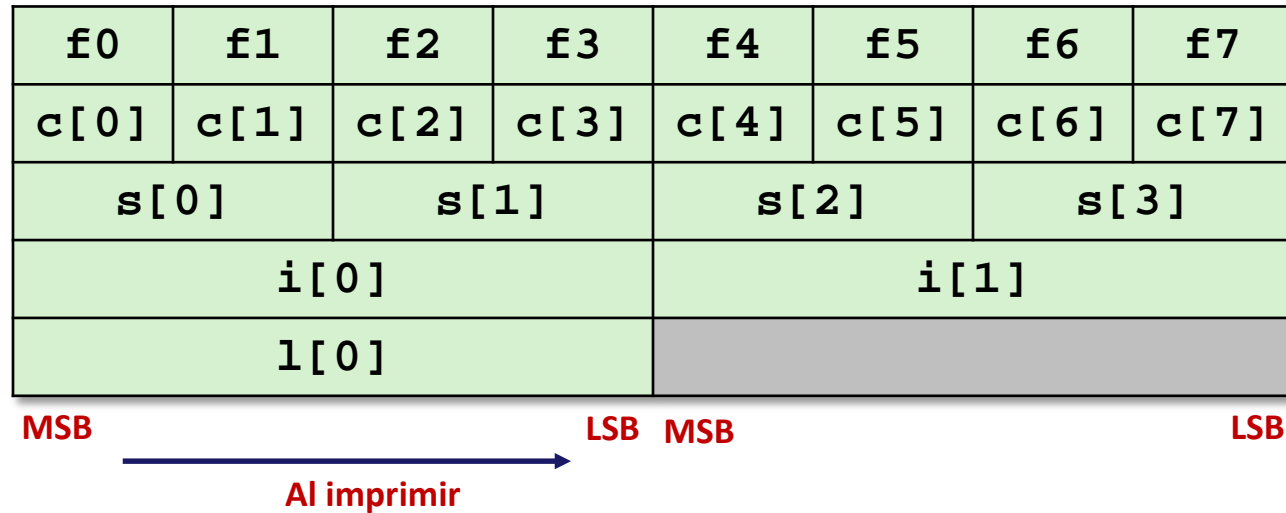 f0 f1 f2 f3 f4 f5 f6 f7
c[0] c[1] c[2] c[3] c[4] c[5] c[6] c[7]
s[0] s[1] s[2] s[3]
i[0] i[1]
l[0]
MSB LSB MSB LSB
Al imprimir